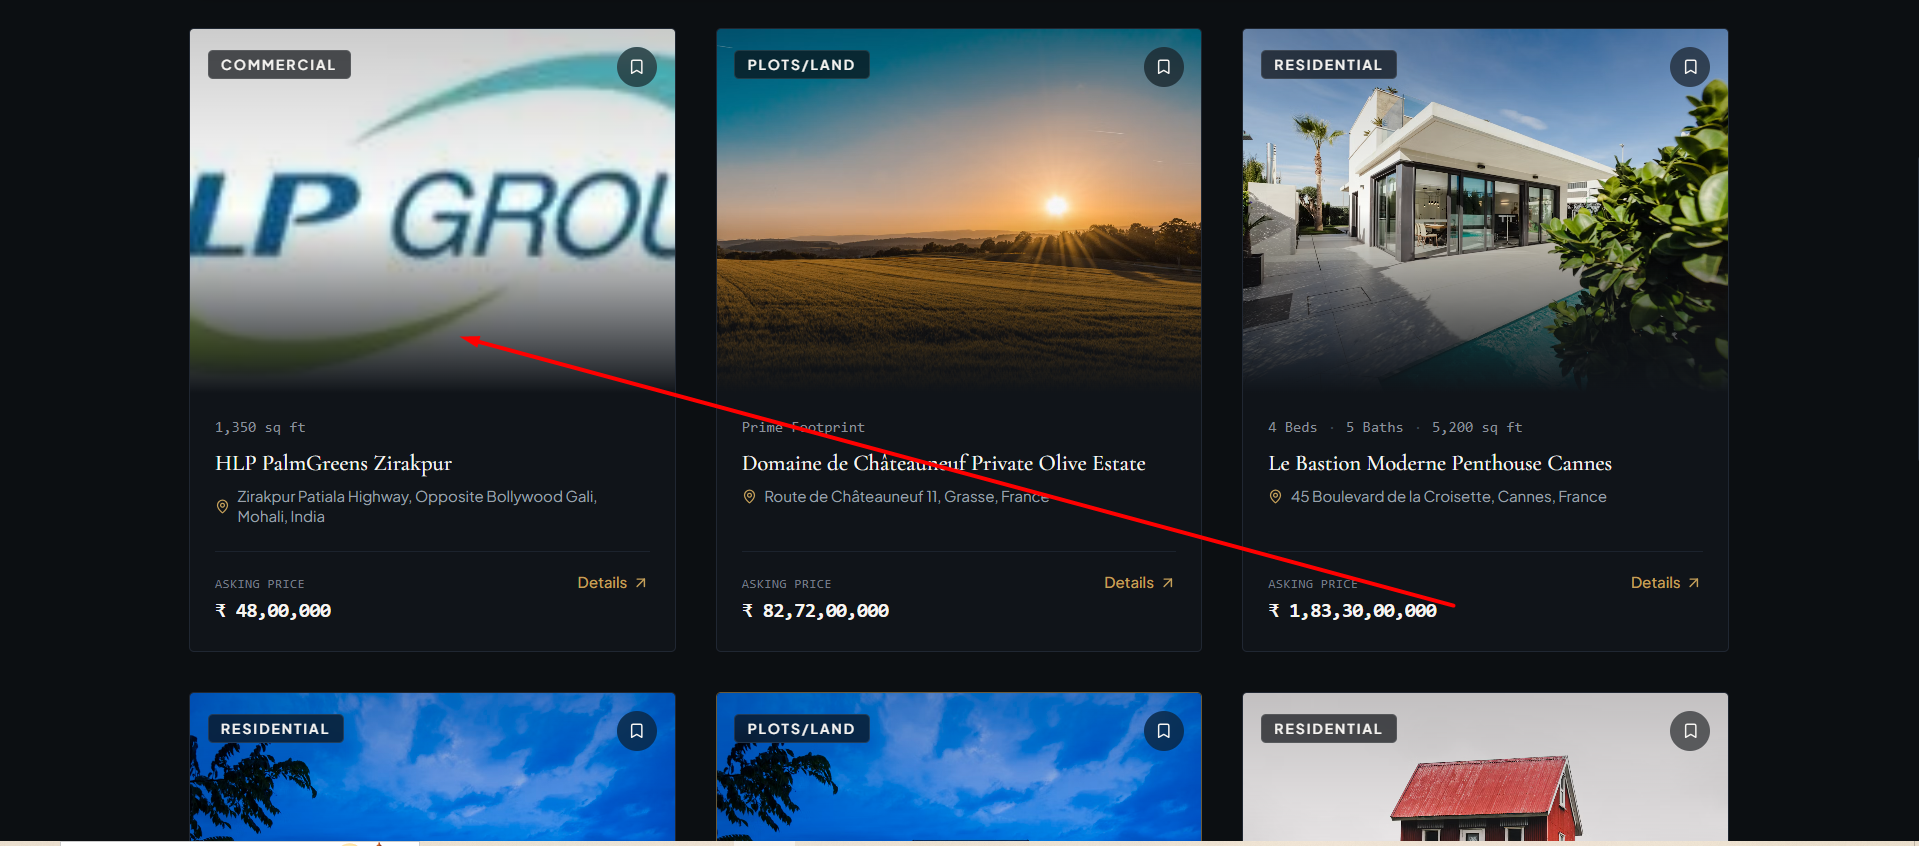 COMMERCIAL
LP GROU
1,350 sq ft
HLP PalmGreens Zirakpur
Zirakpur Patiala Highway, Opposite Bollywood Gali,
Mohali, India
ASKING PRICE
Details
₹ 48,00,000
PLOTS/LAND
Prime Footprint
Domaine de Châteauneuf Private Olive Estate
Route de Châteauneuf 11, Grasse, France
ASKING PRICE
Details
₹ 82,72,00,000
RESIDENTIAL
4 Beds · 5 Baths · 5,200 sq ft
Le Bastion Moderne Penthouse Cannes
45 Boulevard de la Croisette, Cannes, France
ASKING PRICE
Details
₹ 1,83,30,00,000
RESIDENTIAL
PLOTS/LAND
RESIDENTIAL